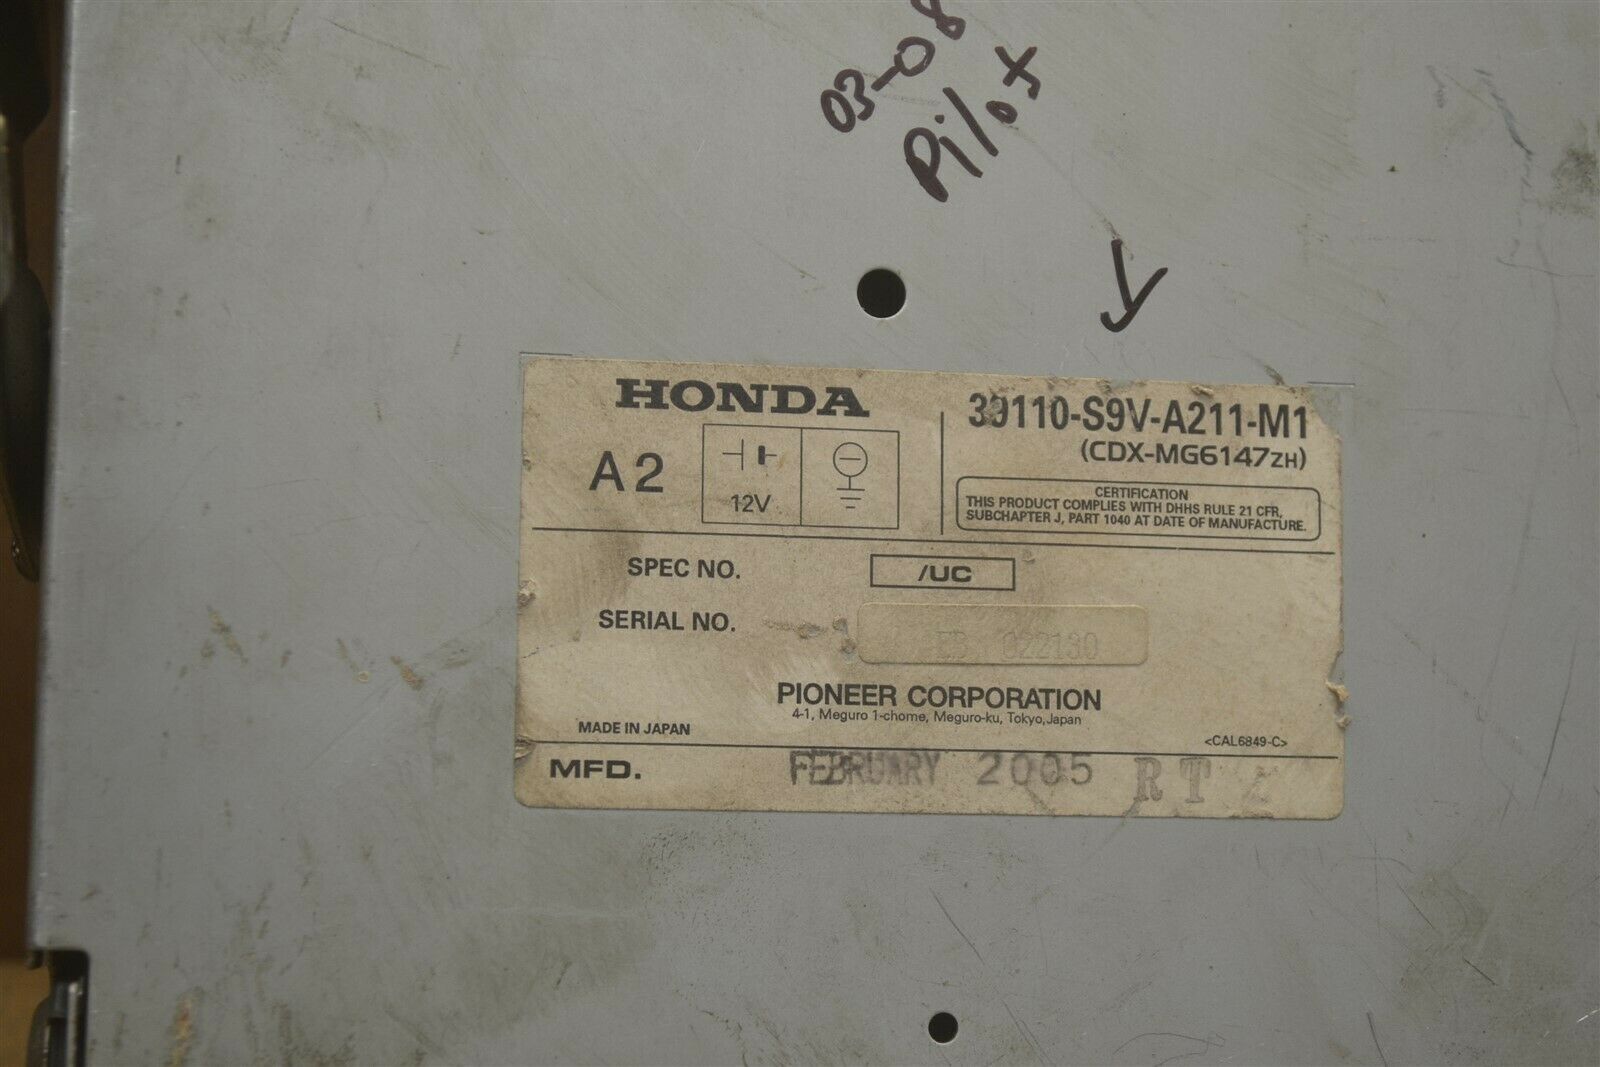 03-08
Pilot
HONDA
39110-S9V-A211-M1
(CDX-MG6147ZH)
A2
12V
CERTIFICATION
THIS PRODUCT COMPLIES WITH DHHS RULE 21 CFR,
SUBCHAPTER J, PART 1040 AT DATE OF MANUFACTURE.
SPEC NO.
/UC
SERIAL NO.
022130
PIONEER CORPORATION
4-1, Meguro 1-chome, Meguro-ku, Tokyo, Japan
MADE IN JAPAN
<CAL6849-C>
MFD.
FEBRUARY 2005 RT